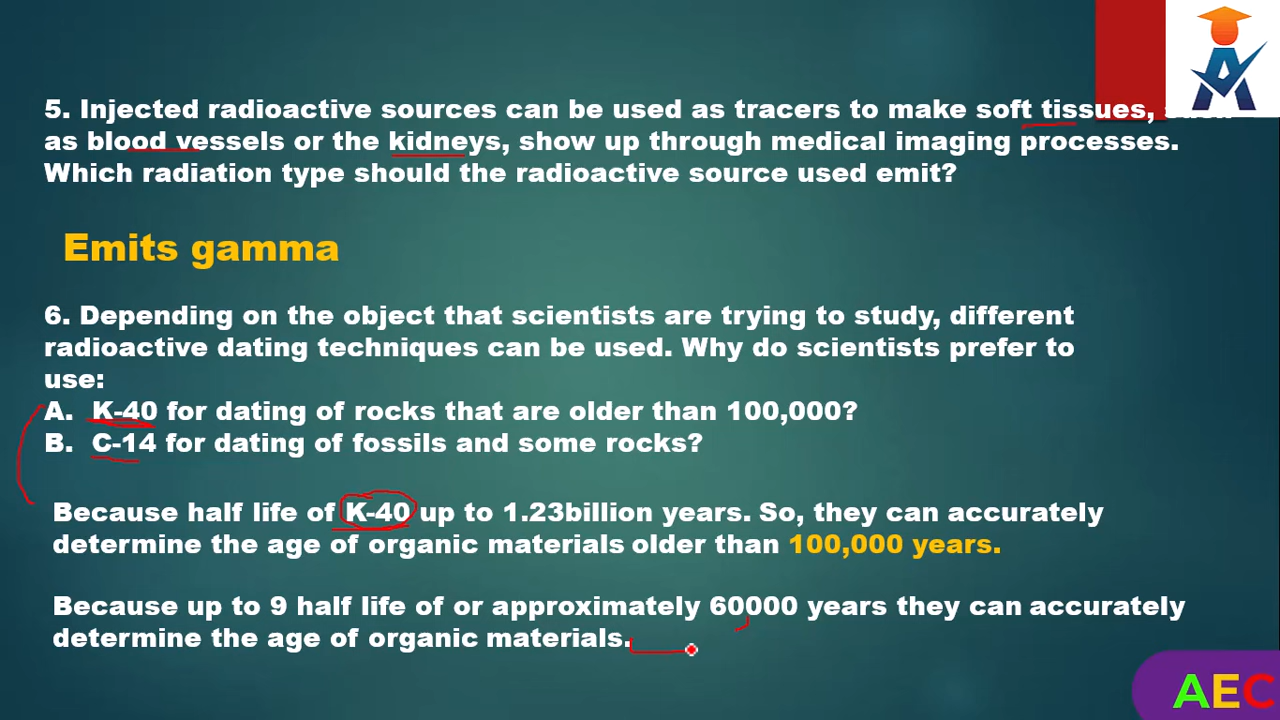 5. Injected radioactive sources can be used as tracers to make soft tissues,
as blood vessels or the kidneys, show up through medical imaging processes.
Which radiation type should the radioactive source used emit?
Emits gamma
6. Depending on the object that scientists are trying to study, different
radioactive dating techniques can be used. Why do scientists prefer to
use:
A. K-40 for dating of rocks that are older than 100,000?
B. C-14 for dating of fossils and some rocks?
Because half life of K-40 up to 1.23billion years. So, they can accurately
determine the age of organic materials older than 100,000 years.
Because up to 9 half life of or approximately 60000 years they can accurately
determine the age of organic materials.
AEC